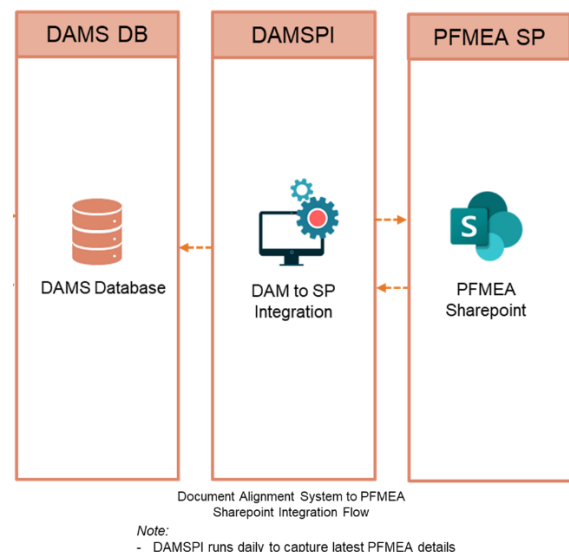 DAMS DB
DAMSPI
PFMEA SP
DAMS Database
DAM to SP
Integration
S
PFMEA
Sharepoint
Document Alignment System to PFMEA
Sharepoint Integration Flow
Note:
- DAMSPI runs daily to capture latest PFMEA details